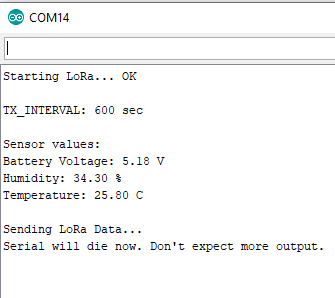 COM14
Starting LoRa... OK
TX_INTERVAL: 600 sec
Sensor values:
Battery Voltage: 5.18 V
Humidity: 34.30 %
Temperature: 25.80 C
Sending LoRa Data...
Serial will die now. Don't expect more output.